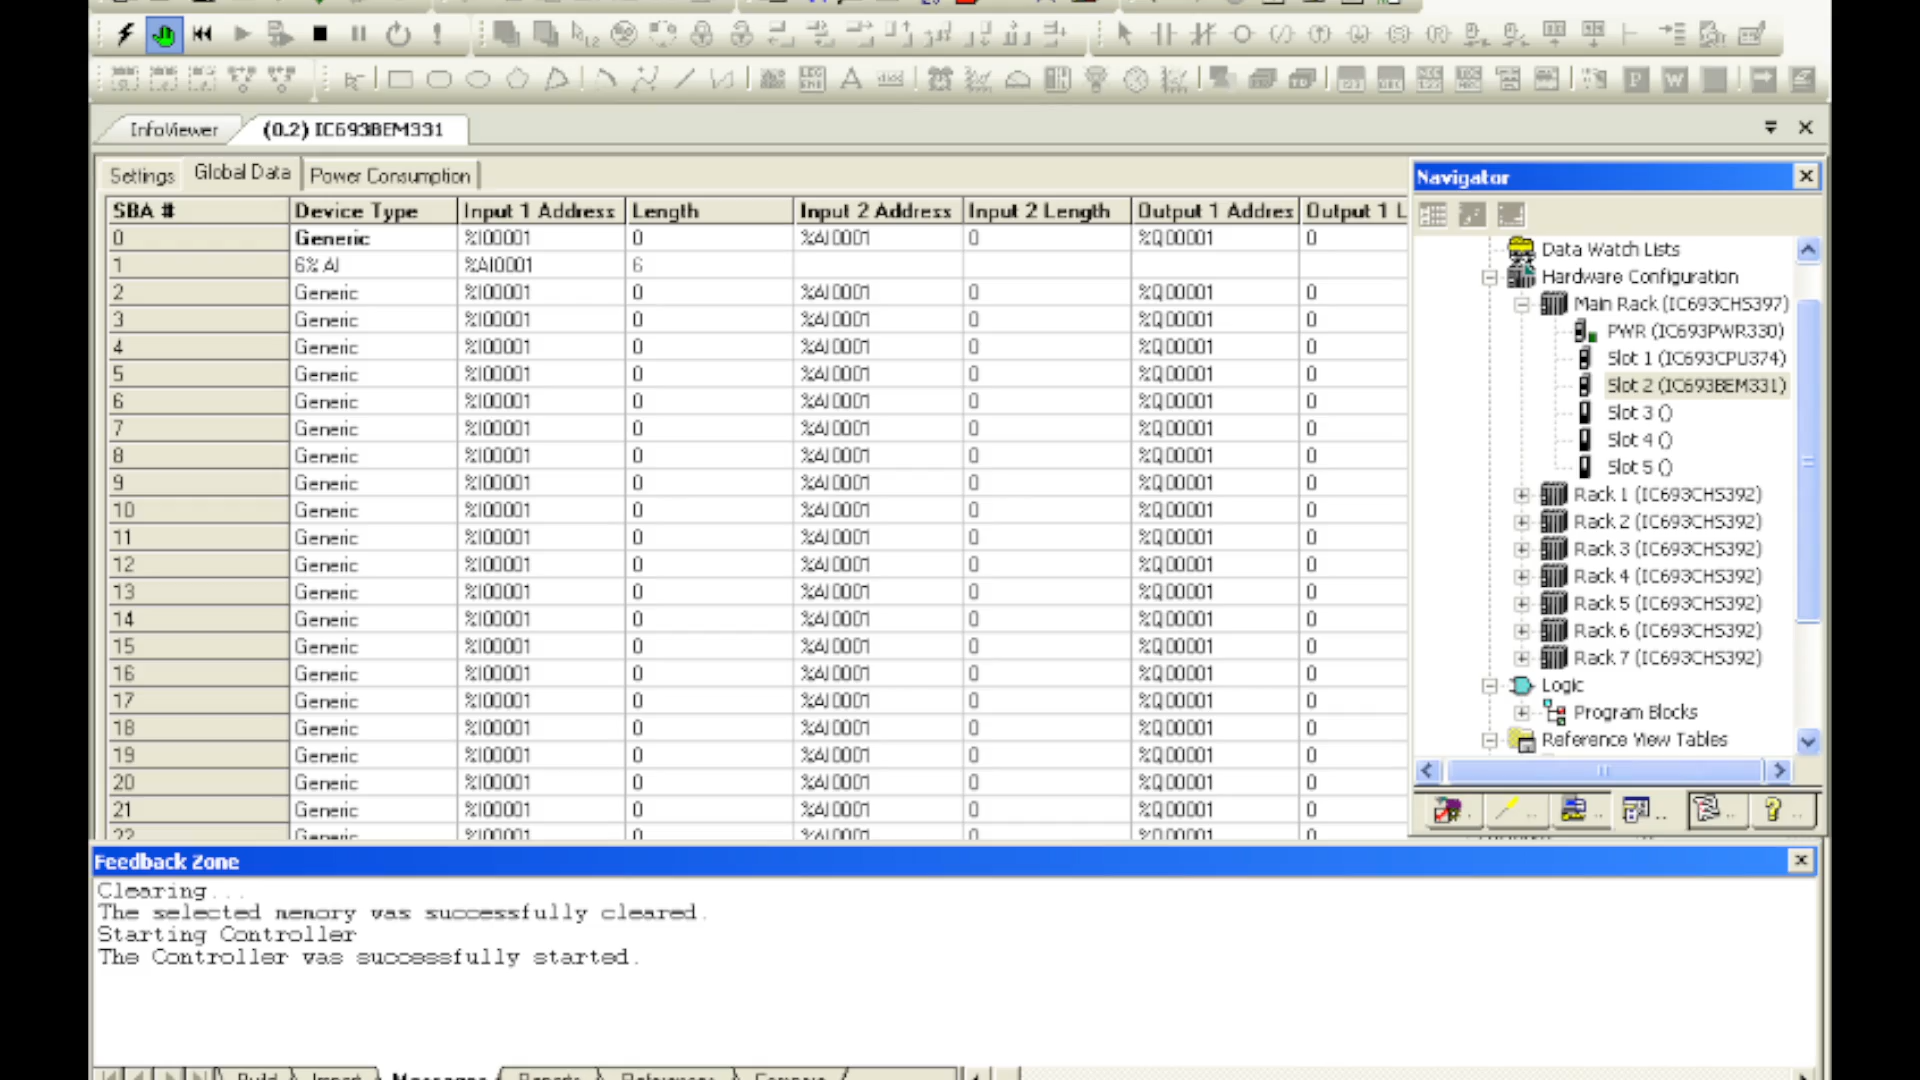 InfoViewer (0.2) IC693BEM331
Settings Global Data Power Consumption
SBA # Device Type Input 1 Address Length Input 2 Address Input 2 Length Output 1 Addres Output 1 L
0 Generic %I00001 0 %AI0001 0 %Q00001 0
1 6% AI %AI0001 6
2 Generic %I00001 0 %AI0001 0 %Q00001 0
3 Generic %I00001 0 %AI0001 0 %Q00001 0
4 Generic %I00001 0 %AI0001 0 %Q00001 0
5 Generic %I00001 0 %AI0001 0 %Q00001 0
6 Generic %I00001 0 %AI0001 0 %Q00001 0
7 Generic %I00001 0 %AI0001 0 %Q00001 0
8 Generic %I00001 0 %AI0001 0 %Q00001 0
9 Generic %I00001 0 %AI0001 0 %Q00001 0
10 Generic %I00001 0 %AI0001 0 %Q00001 0
11 Generic %I00001 0 %AI0001 0 %Q00001 0
12 Generic %I00001 0 %AI0001 0 %Q00001 0
13 Generic %I00001 0 %AI0001 0 %Q00001 0
14 Generic %I00001 0 %AI0001 0 %Q00001 0
15 Generic %I00001 0 %AI0001 0 %Q00001 0
16 Generic %I00001 0 %AI0001 0 %Q00001 0
17 Generic %I00001 0 %AI0001 0 %Q00001 0
18 Generic %I00001 0 %AI0001 0 %Q00001 0
19 Generic %I00001 0 %AI0001 0 %Q00001 0
20 Generic %I00001 0 %AI0001 0 %Q00001 0
21 Generic %I00001 0 %AI0001 0 %Q00001 0
22 Generic %I00001 0 %AI0001 0 %Q00001 0
Navigator
Data Watch Lists
Hardware Configuration
Main Rack (IC693CHS397)
PWR (IC693PWR330)
Slot 1 (IC693CPU374)
Slot 2 (IC693BEM331)
Slot 3 ()
Slot 4 ()
Slot 5 ()
Rack 1 (IC693CHS392)
Rack 2 (IC693CHS392)
Rack 3 (IC693CHS392)
Rack 4 (IC693CHS392)
Rack 5 (IC693CHS392)
Rack 6 (IC693CHS392)
Rack 7 (IC693CHS392)
Logic
Program Blocks
Reference View Tables
Feedback Zone
Clearing...
The selected memory was successfully cleared.
Starting Controller
The Controller was successfully started.
Build Import Messages Reports References Compare